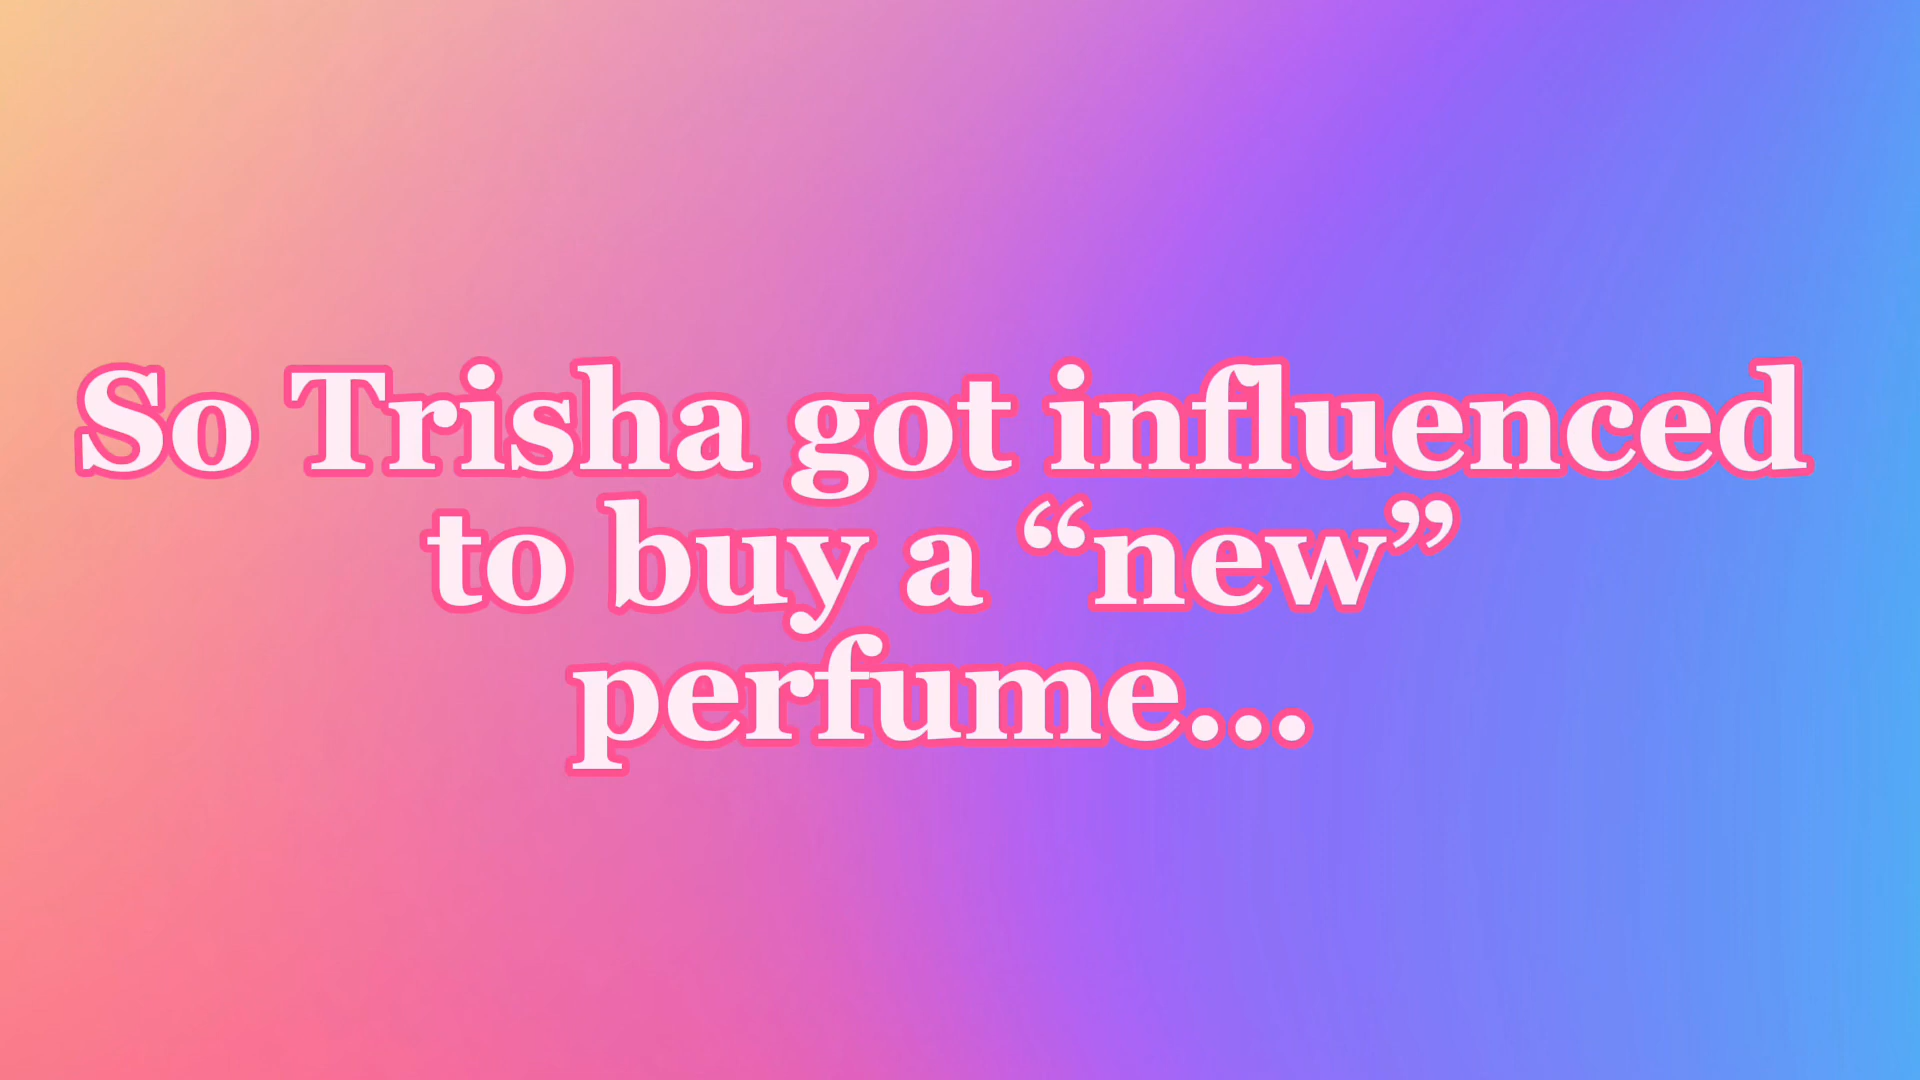 So Trisha got influenced
to buy a “new”
perfume...